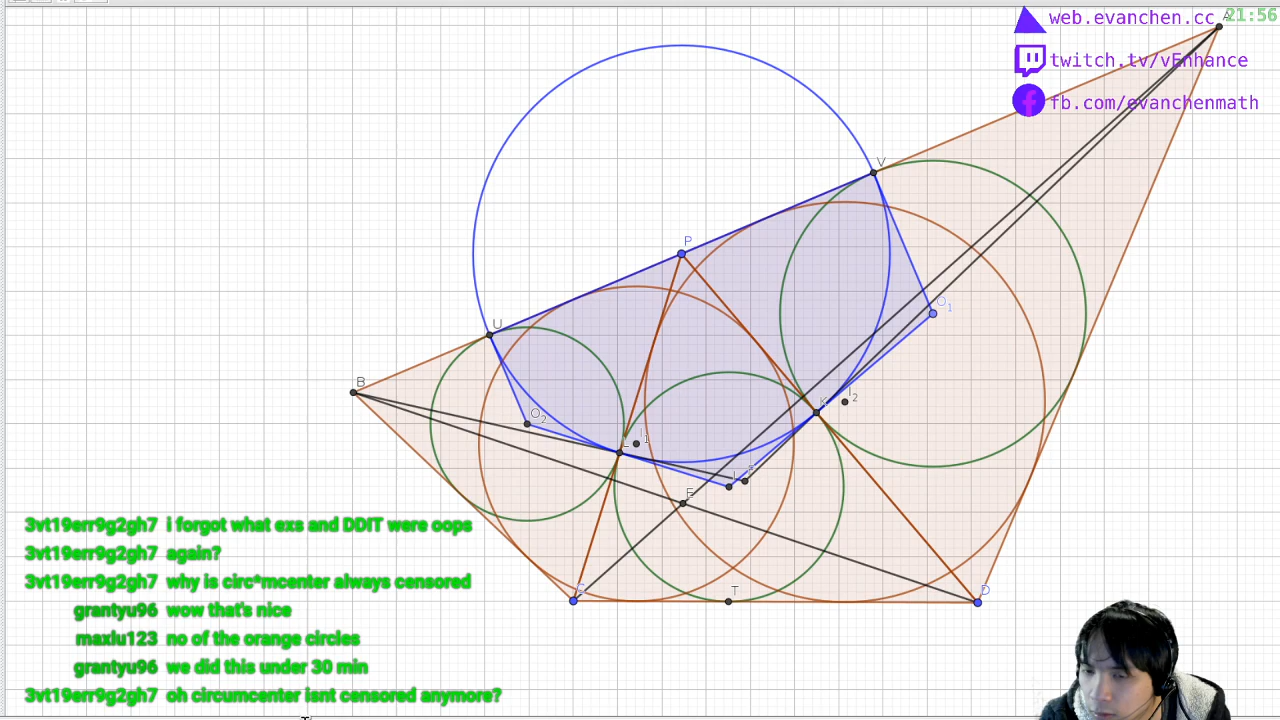 web.evanchen.cc
21:56
twitch.tv/vEnhance
fb.com/evanchenmath
V
P
U
O1
B
I2
K
O2
I1
L
E
T
C
D
3vt19err9g2gh7 i forgot what exs and DDIT were oops
3vt19err9g2gh7 again?
3vt19err9g2gh7 why is circ*mcenter always censored
grantyu96 wow that's nice
maxlu123 no of the orange circles
grantyu96 we did this under 30 min
3vt19err9g2gh7 oh circumcenter isnt censored anymore?